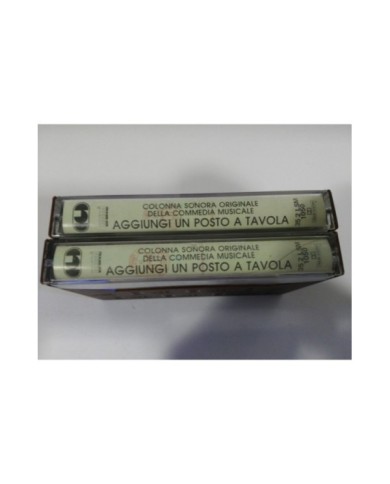 COLONNA SONORA ORIGINALE
DELLA COMMEDIA MUSICALE
AGGIUNGI UN POSTO A TAVOLA
COLONNA SONORA ORIGINALE
DELLA COMMEDIA MUSICALE
AGGIUNGI UN POSTO A TAVOLA